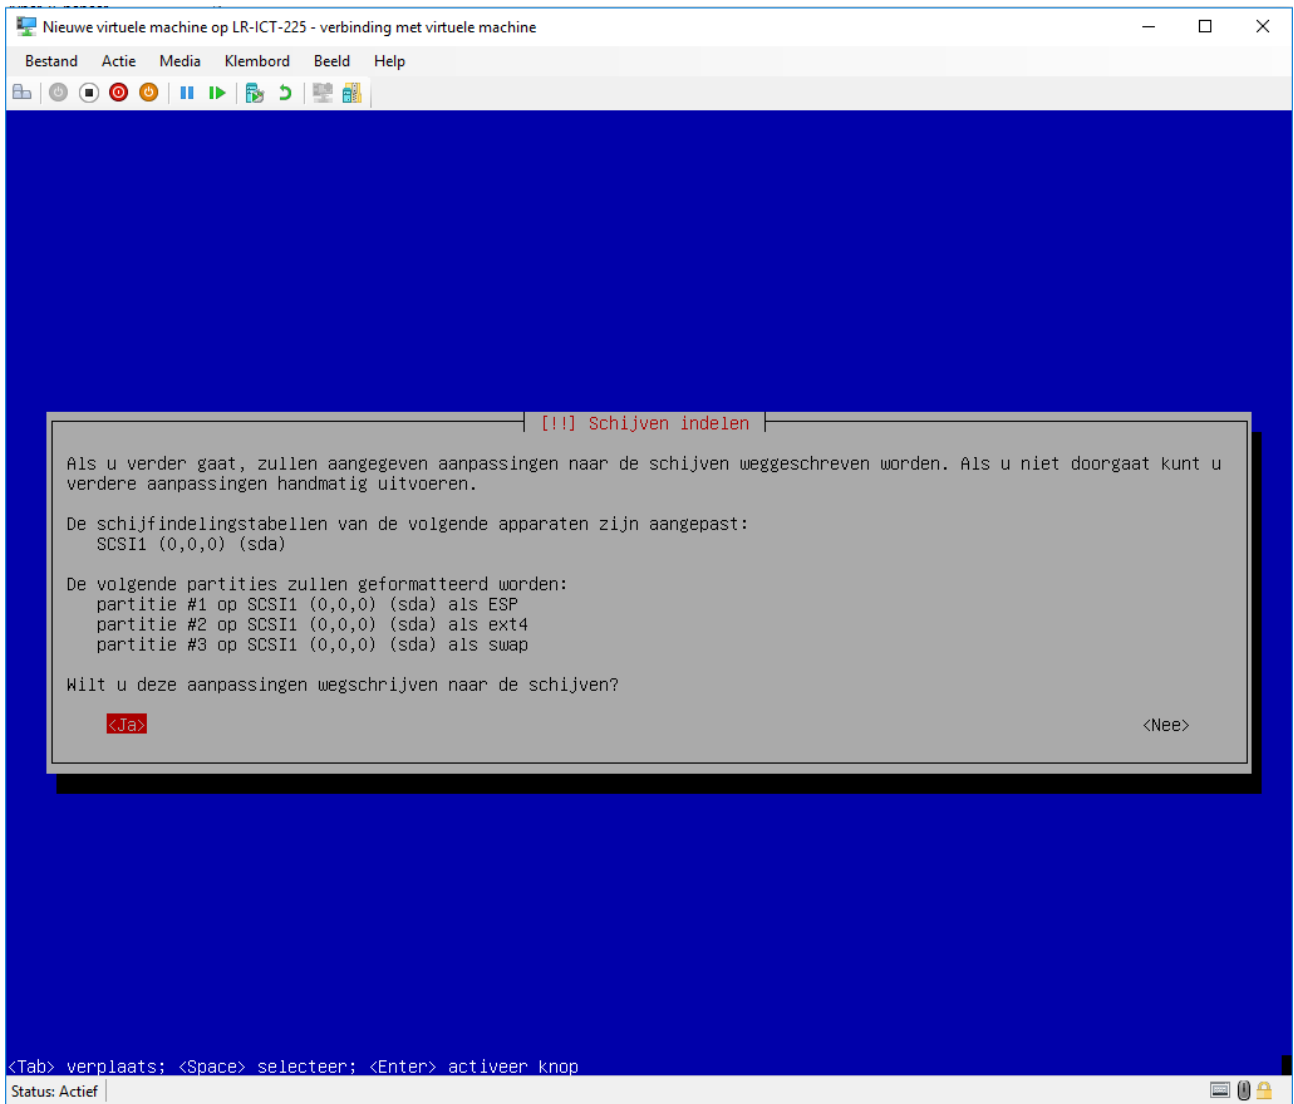 Nieuwe virtuele machine op LR-ICT-225 - verbinding met virtuele machine
Bestand Actie Media Klembord Beeld Help
[!!] Schijven indelen
Als u verder gaat, zullen aangegeven aanpassingen naar de schijven weggeschreven worden. Als u niet doorgaat kunt u
verdere aanpassingen handmatig uitvoeren.
De schijfindelingstabellen van de volgende apparaten zijn aangepast:
SCSI1 (0,0,0) (sda)
De volgende partities zullen geformatteerd worden:
partitie #1 op SCSI1 (0,0,0) (sda) als ESP
partitie #2 op SCSI1 (0,0,0) (sda) als ext4
partitie #3 op SCSI1 (0,0,0) (sda) als swap
Wilt u deze aanpassingen wegschrijven naar de schijven?
<Ja> <Nee>
<Tab> verplaats; <Space> selecteer; <Enter> activeer knop
Status: Actief